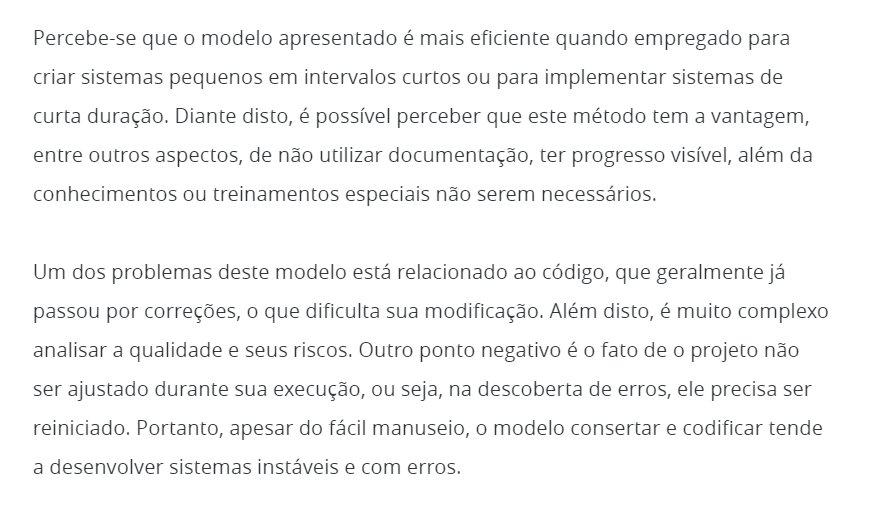 Percebe-se que o modelo apresentado é mais eficiente quando empregado para
criar sistemas pequenos em intervalos curtos ou para implementar sistemas de
curta duração. Diante disto, é possível perceber que este método tem a vantagem,
entre outros aspectos, de não utilizar documentação, ter progresso visível, além da
conhecimentos ou treinamentos especiais não serem necessários.
Um dos problemas deste modelo está relacionado ao código, que geralmente já
passou por correções, o que dificulta sua modificação. Além disto, é muito complexo
analisar a qualidade e seus riscos. Outro ponto negativo é o fato de o projeto não
ser ajustado durante sua execução, ou seja, na descoberta de erros, ele precisa ser
reiniciado. Portanto, apesar do fácil manuseio, o modelo consertar e codificar tende
a desenvolver sistemas instáveis e com erros.